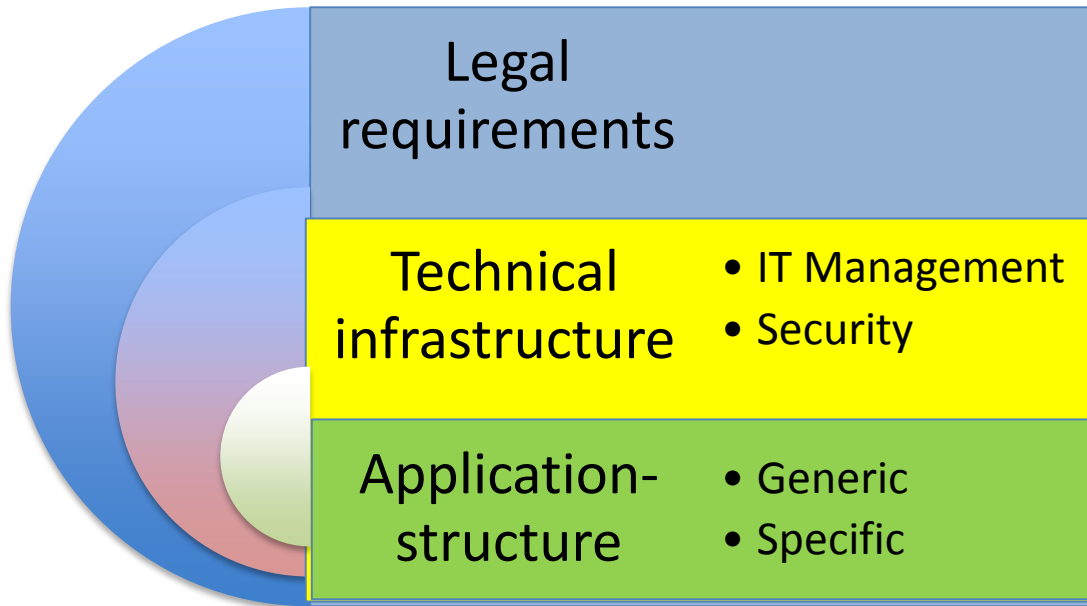 Legal
requirements
Technical
infrastructure
• IT Management
• Security
Application-
structure
• Generic
• Specific